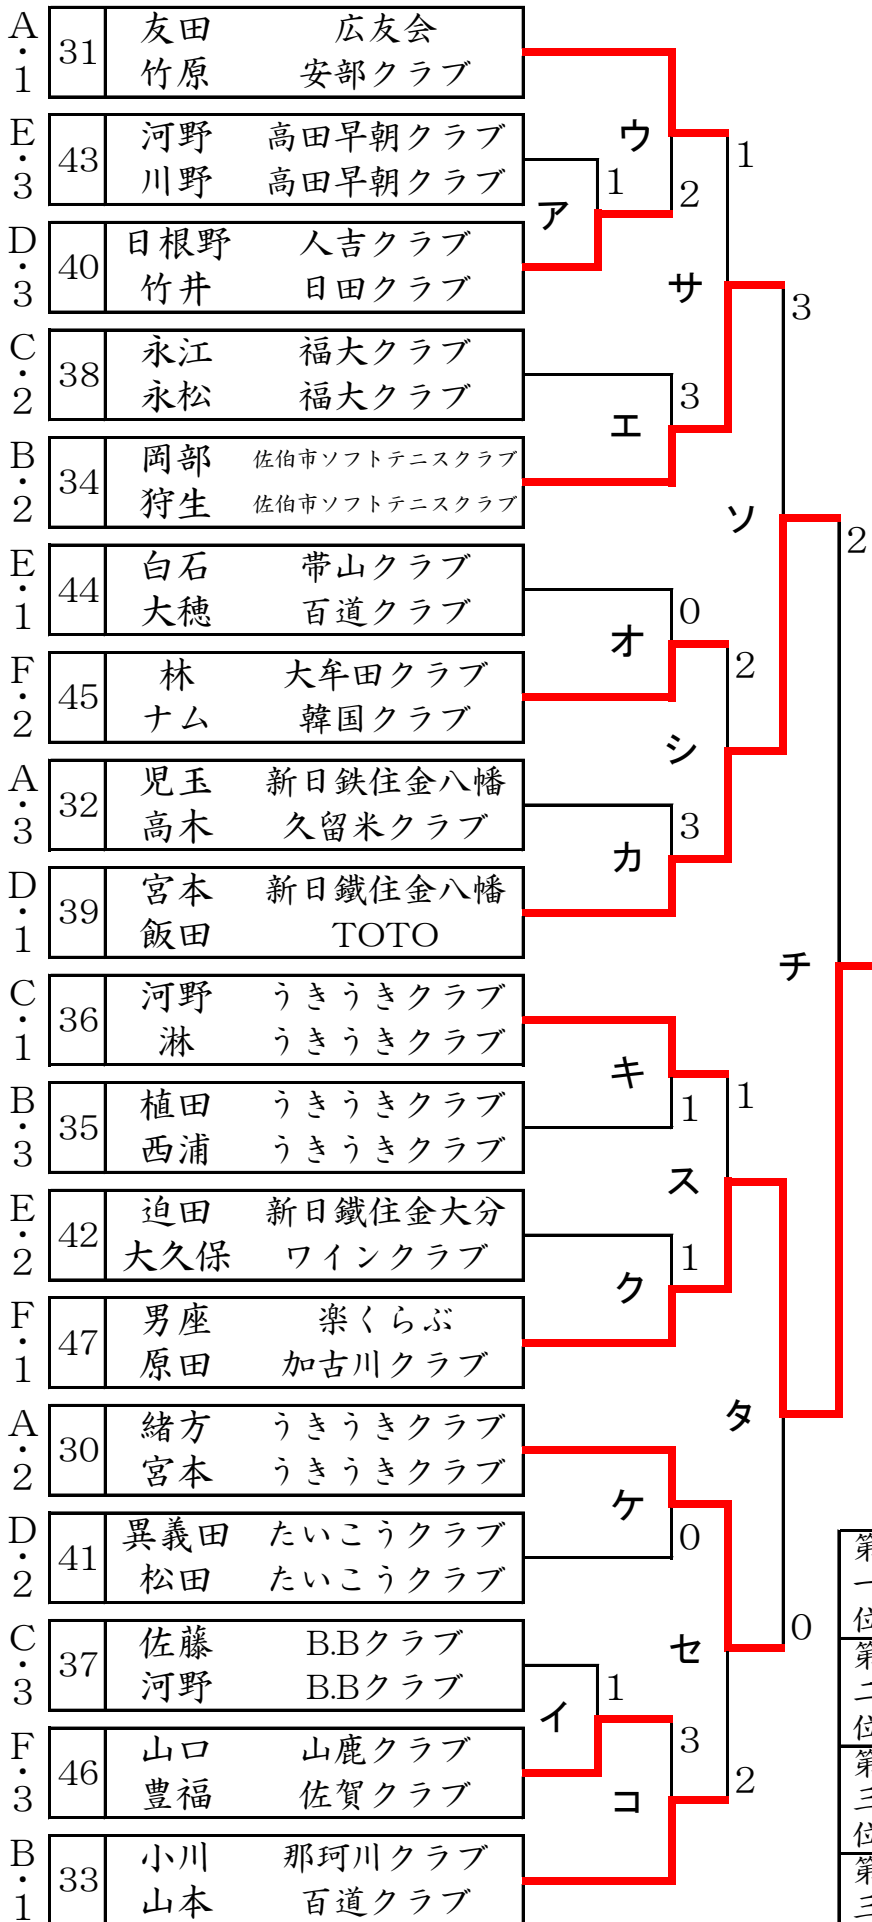 A・1 31 友田 広友会
竹原 安部クラブ
E・3 43 河野 高田早朝クラブ
川野 高田早朝クラブ
D・3 40 日根野 人吉クラブ
竹井 日田クラブ
C・2 38 永江 福大クラブ
永松 福大クラブ
B・2 34 岡部 佐伯市ソフトテニスクラブ
狩生 佐伯市ソフトテニスクラブ
E・1 44 白石 帯山クラブ
大穂 百道クラブ
F・2 45 林 大牟田クラブ
ナム 韓国クラブ
A・3 32 児玉 新日鉄住金八幡
高木 久留米クラブ
D・1 39 宮本 新日鐵住金八幡
飯田 TOTO
C・1 36 河野 うきうきクラブ
淋 うきうきクラブ
B・3 35 植田 うきうきクラブ
西浦 うきうきクラブ
E・2 42 迫田 新日鐵住金大分
大久保 ワインクラブ
F・1 47 男座 楽くらぶ
原田 加古川クラブ
A・2 30 緒方 うきうきクラブ
宮本 うきうきクラブ
D・2 41 異義田 たいこうクラブ
松田 たいこうクラブ
C・3 37 佐藤 B.Bクラブ
河野 B.Bクラブ
F・3 46 山口 山鹿クラブ
豊福 佐賀クラブ
B・1 33 小川 那珂川クラブ
山本 百道クラブ
ア 1
ウ 2
エ 3
サ 1
オ 0
カ 3
シ 2
ソ 3
キ 1
ク 1
ス 1
ケ 0
イ 1
コ 3
セ 2
タ 0
チ 2
第一位
第二位
第三位
第三